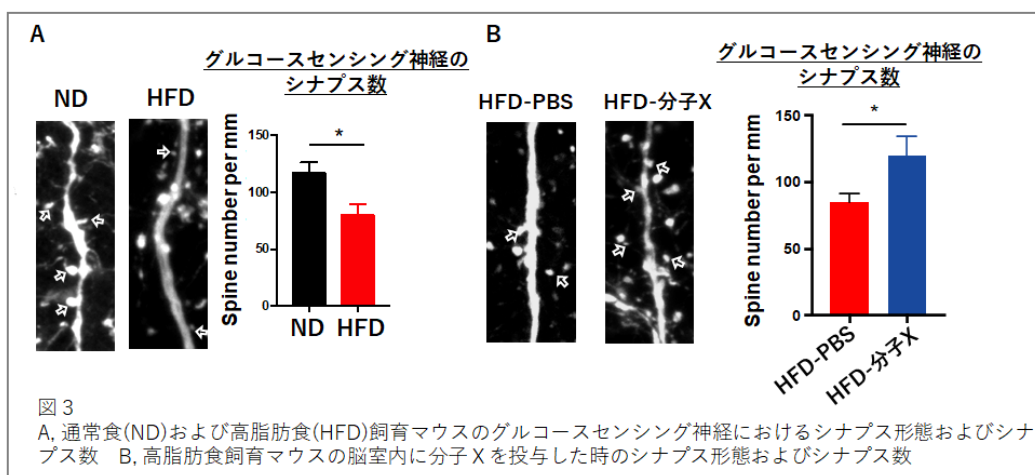 A
グルコースセンシング神経の
シナプス数
ND
HFD
*
Spine number per mm
150
100
50
0
ND
HFD
B
グルコースセンシング神経の
シナプス数
HFD-PBS
HFD-分子X
*
Spine number per mm
150
100
50
0
HFD-PBS
HFD-分子X
図3
A, 通常食(ND)および高脂肪食(HFD)飼育マウスのグルコースセンシング神経におけるシナプス形態およびシナ
プス数 B, 高脂肪食飼育マウスの脳室内に分子Xを投与した時のシナプス形態およびシナプス数